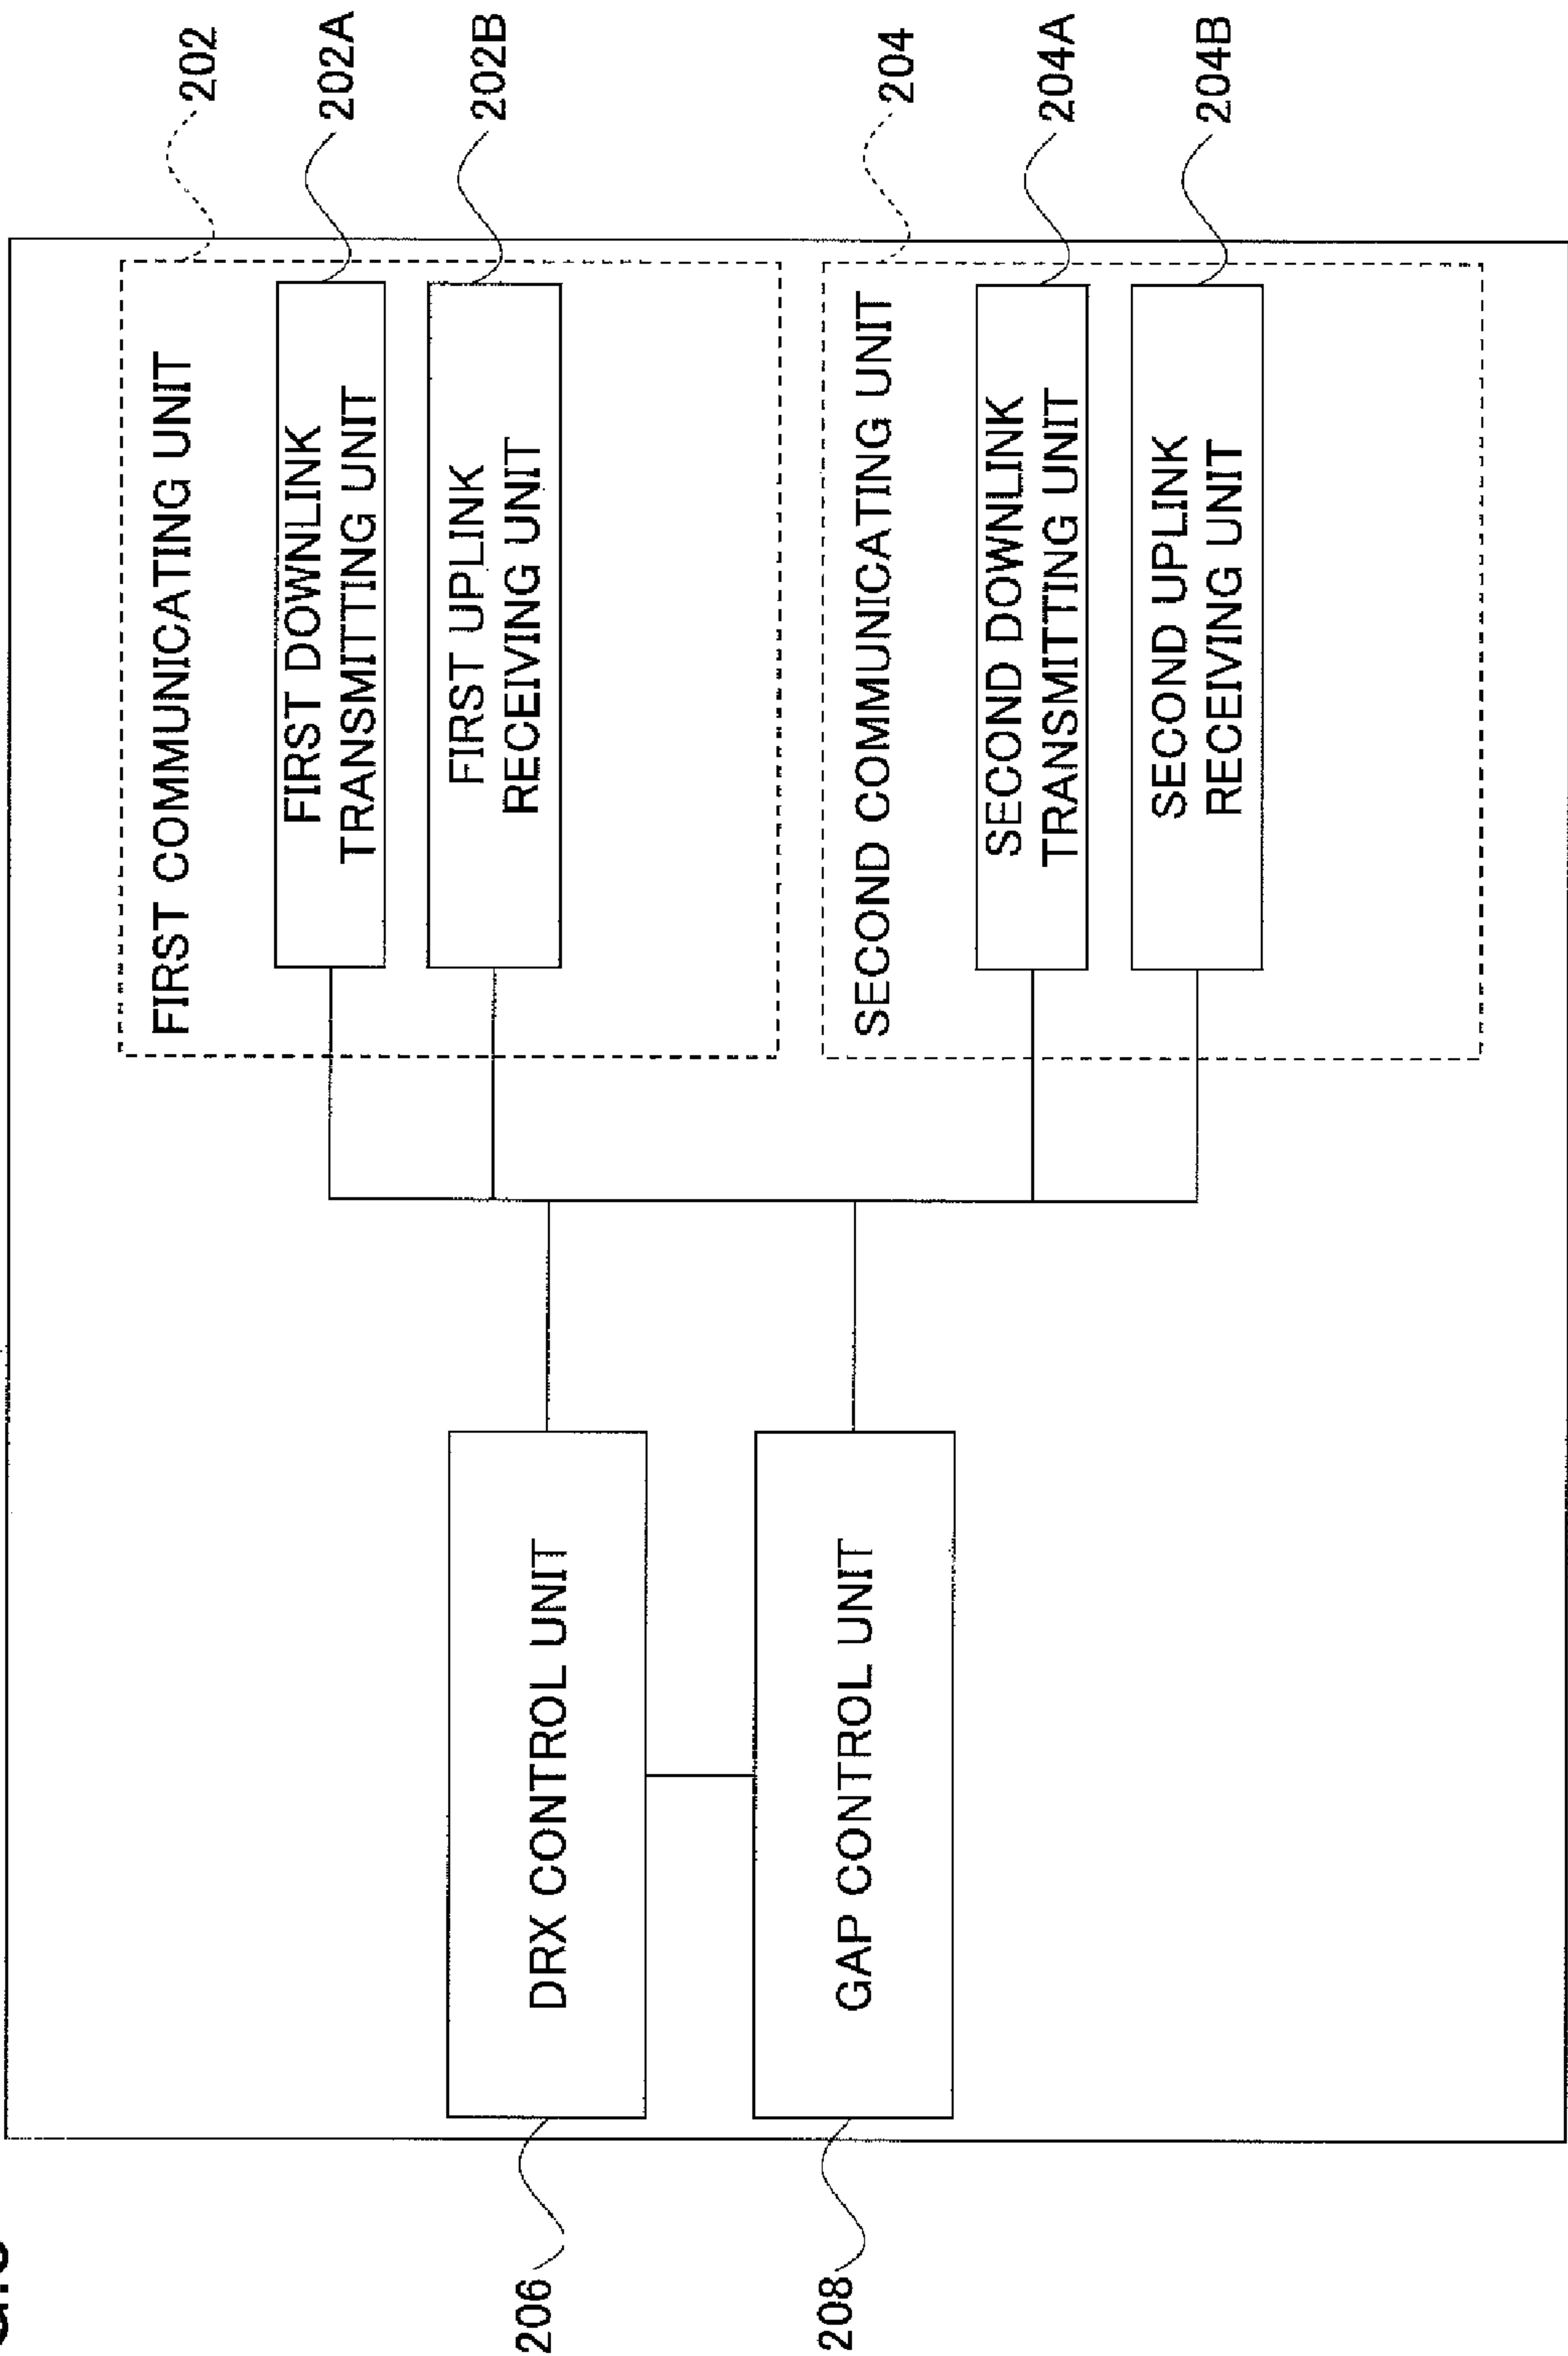 202
FIRST COMMUNICATING UNIT
202A
FIRST DOWNLINK
TRANSMITTING UNIT
202B
FIRST UPLINK
RECEIVING UNIT
206
DRX CONTROL UNIT
208
GAP CONTROL UNIT
204
SECOND COMMUNICATING UNIT
204A
SECOND DOWNLINK
TRANSMITTING UNIT
204B
SECOND UPLINK
RECEIVING UNIT